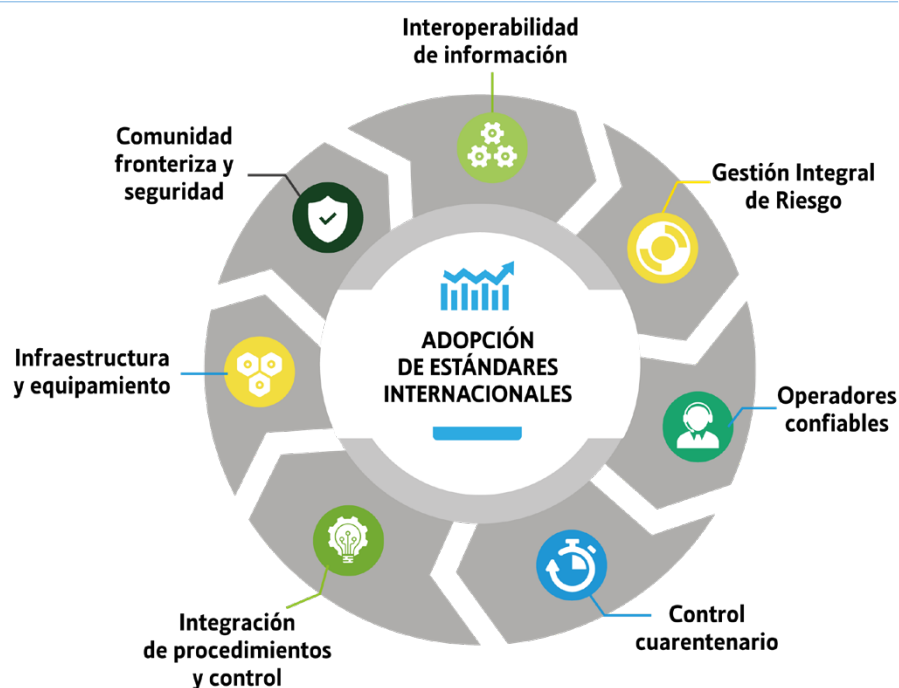 Interoperabilidad
de información
Comunidad
fronteriza y
seguridad
Gestión Integral
de Riesgo
ADOPCIÓN
DE ESTÁNDARES
INTERNACIONALES
Infraestructura
y equipamiento
Operadores
confiables
Control
cuarentenario
Integración
de procedimientos
y control